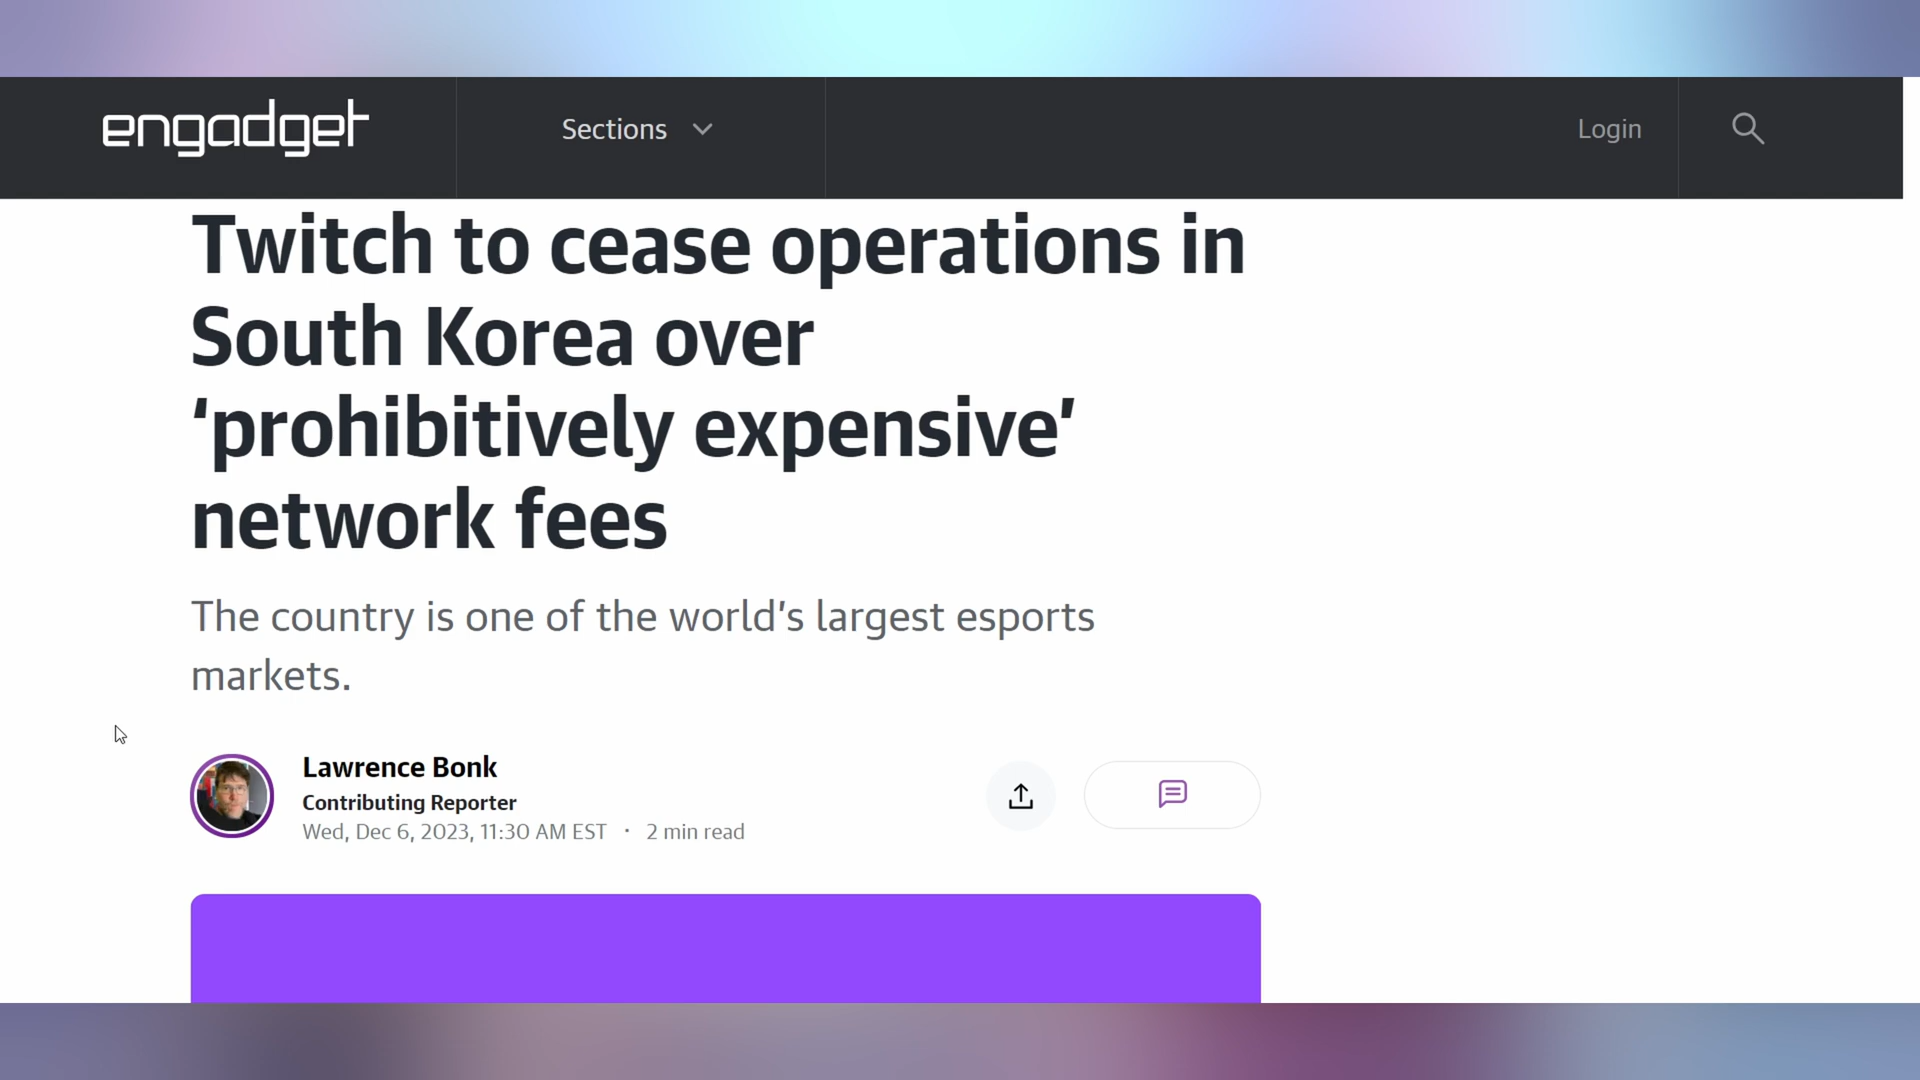 engadget
Sections
Login
Twitch to cease operations in
South Korea over
‘prohibitively expensive’
network fees
The country is one of the world’s largest esports
markets.
Lawrence Bonk
Contributing Reporter
Wed, Dec 6, 2023, 11:30 AM EST · 2 min read